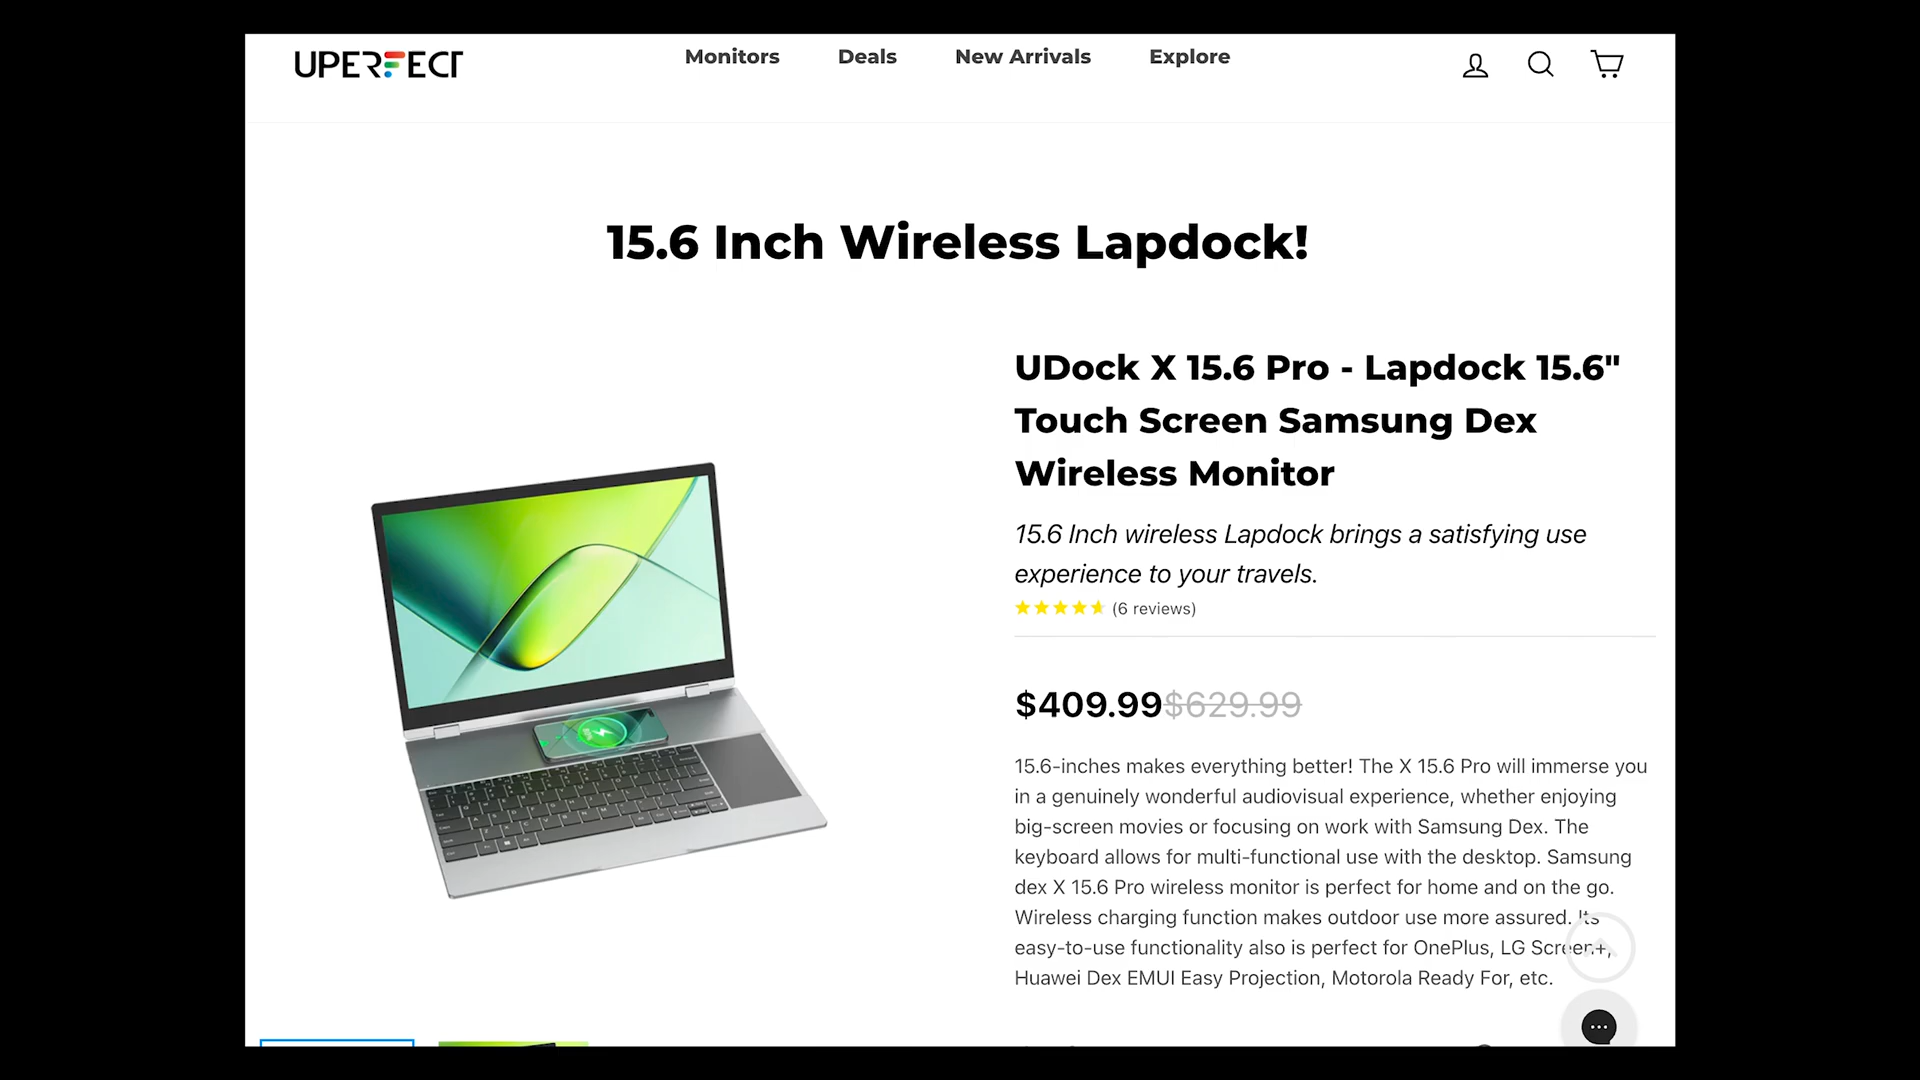 UPERFECT
Monitors Deals New Arrivals Explore
15.6 Inch Wireless Lapdock!
UDock X 15.6 Pro - Lapdock 15.6"
Touch Screen Samsung Dex
Wireless Monitor
15.6 Inch wireless Lapdock brings a satisfying use
experience to your travels.
(6 reviews)
$409.99 $629.99
15.6-inches makes everything better! The X 15.6 Pro will immerse you
in a genuinely wonderful audiovisual experience, whether enjoying
big-screen movies or focusing on work with Samsung Dex. The
keyboard allows for multi-functional use with the desktop. Samsung
dex X 15.6 Pro wireless monitor is perfect for home and on the go.
Wireless charging function makes outdoor use more assured. Its
easy-to-use functionality also is perfect for OnePlus, LG Screen+,
Huawei Dex EMUI Easy Projection, Motorola Ready For, etc.